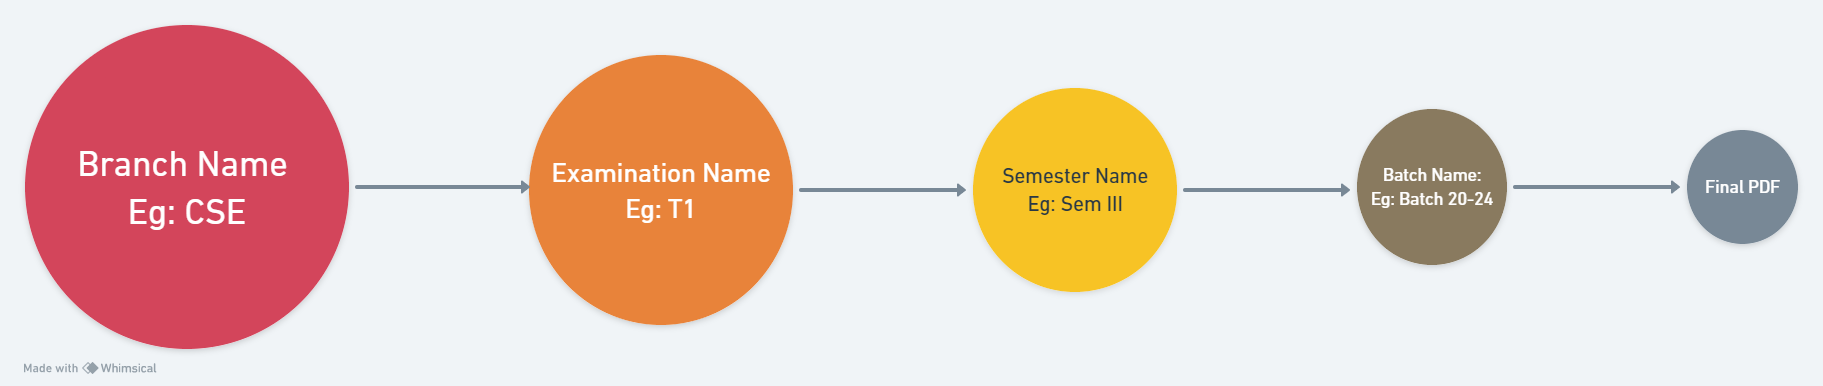 Branch Name
Eg: CSE
Examination Name
Eg: T1
Semester Name
Eg: Sem III
Batch Name:
Eg: Batch 20-24
Final PDF
Made with Whimsical